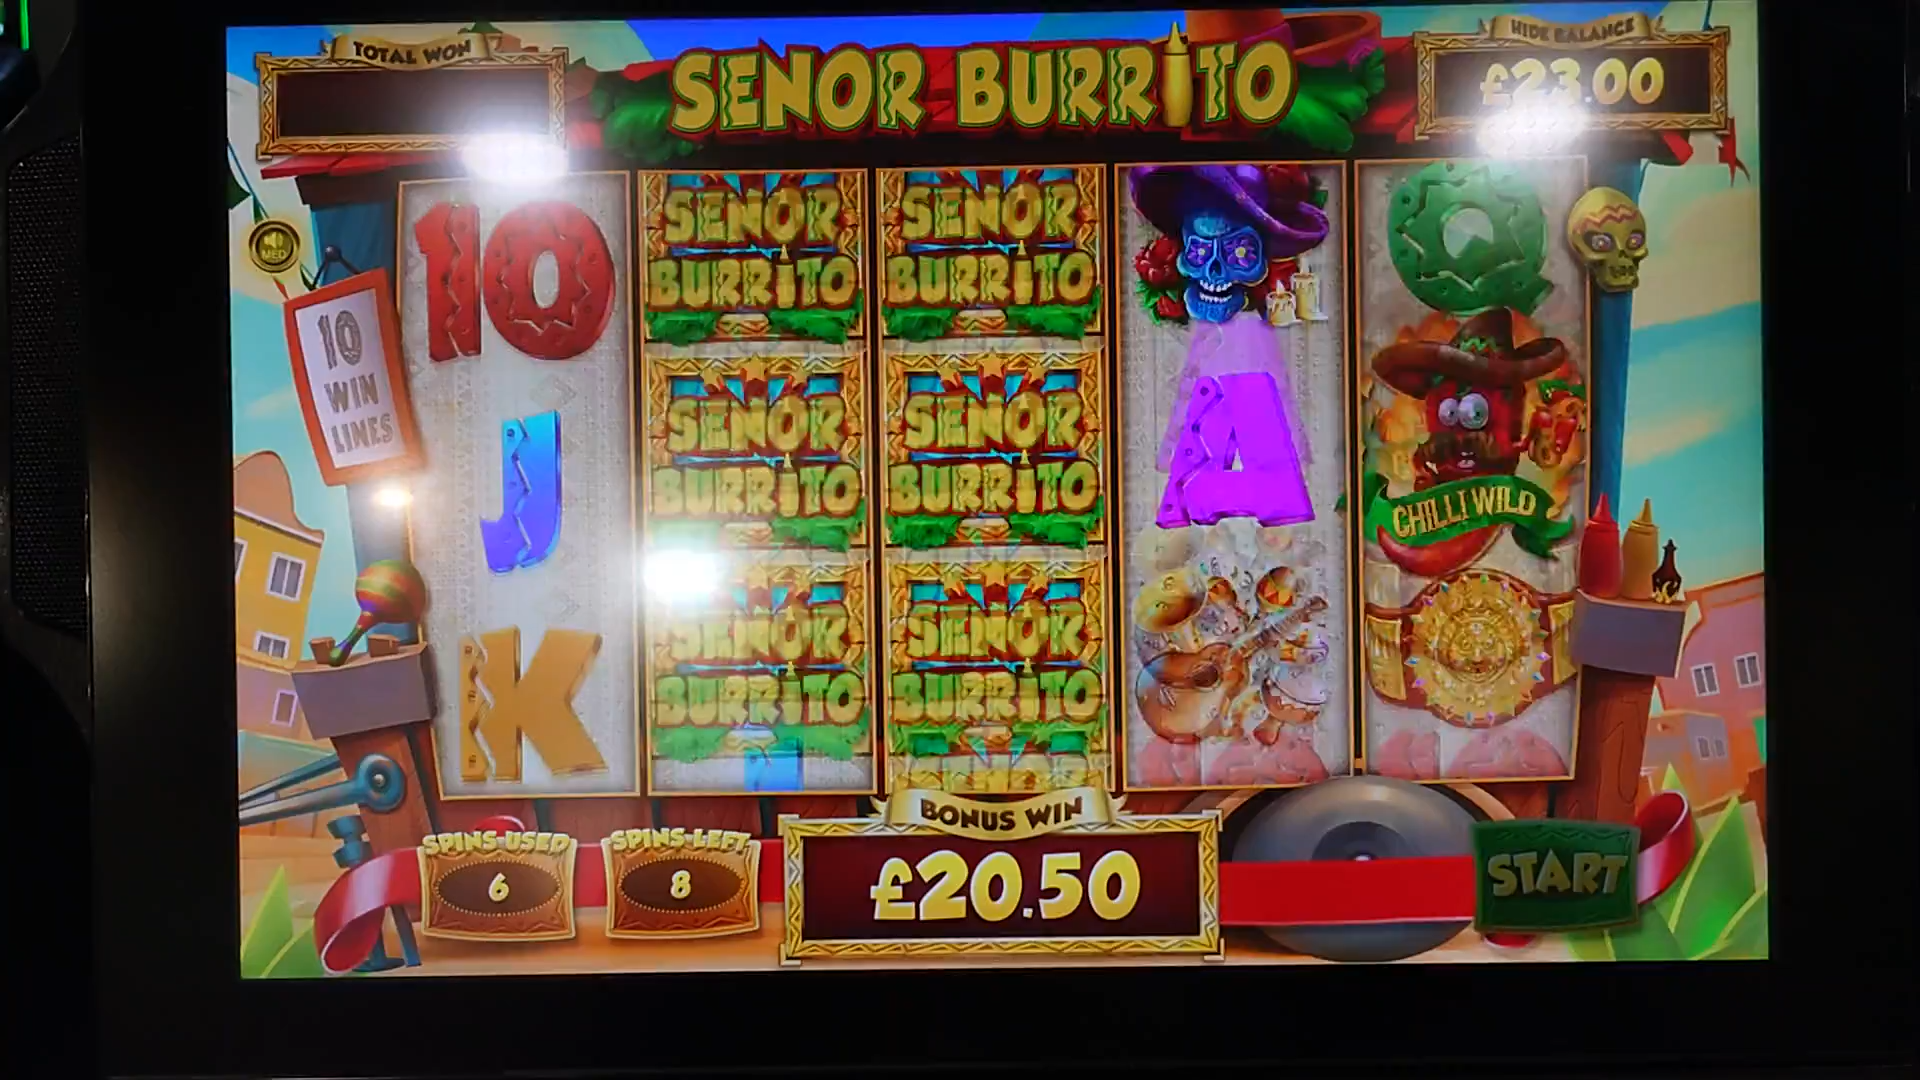 TOTAL WON
SENOR BURRITO
HIDE BALANCE
£23.00
MED
10
WIN
LINES
10
J
K
SENOR
BURRITO
SENOR
BURRITO
SENOR
BURRITO
SENOR
BURRITO
SENOR
BURRITO
SENOR
BURRITO
A
Q
CHILLI WILD
SPINS USED
6
SPINS LEFT
8
BONUS WIN
£20.50
START